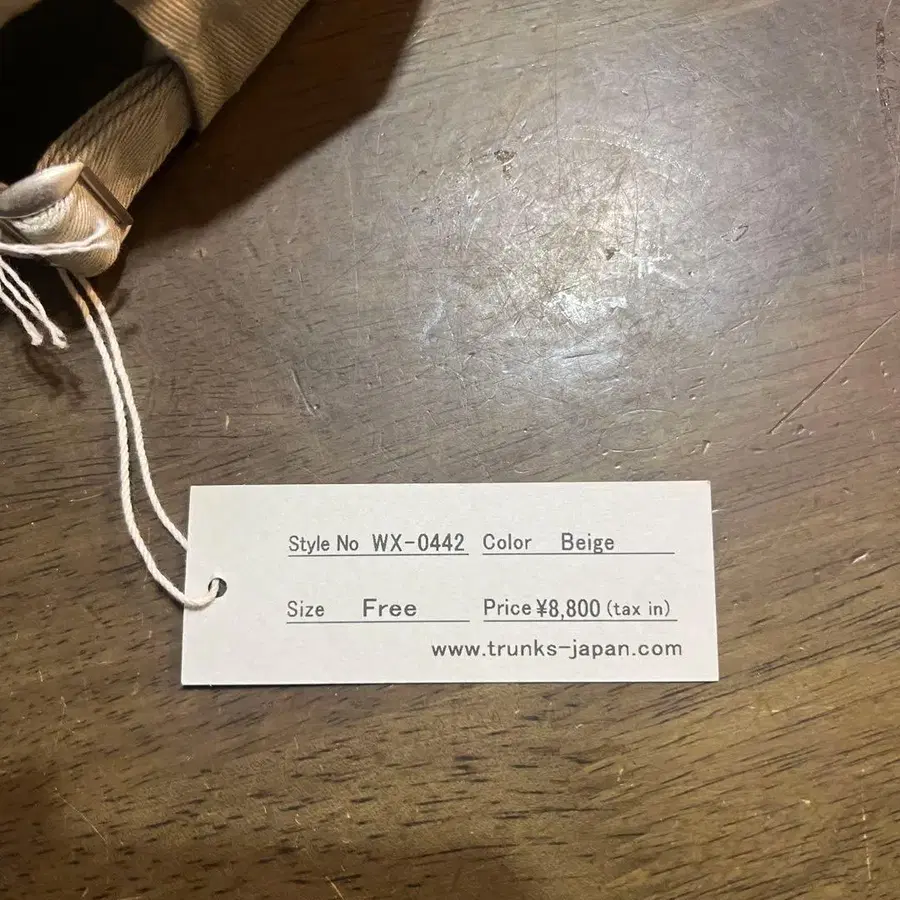 Style No WX-0442 Color Beige
Size Free Price ¥8,800 (tax in)
www.trunks-japan.com